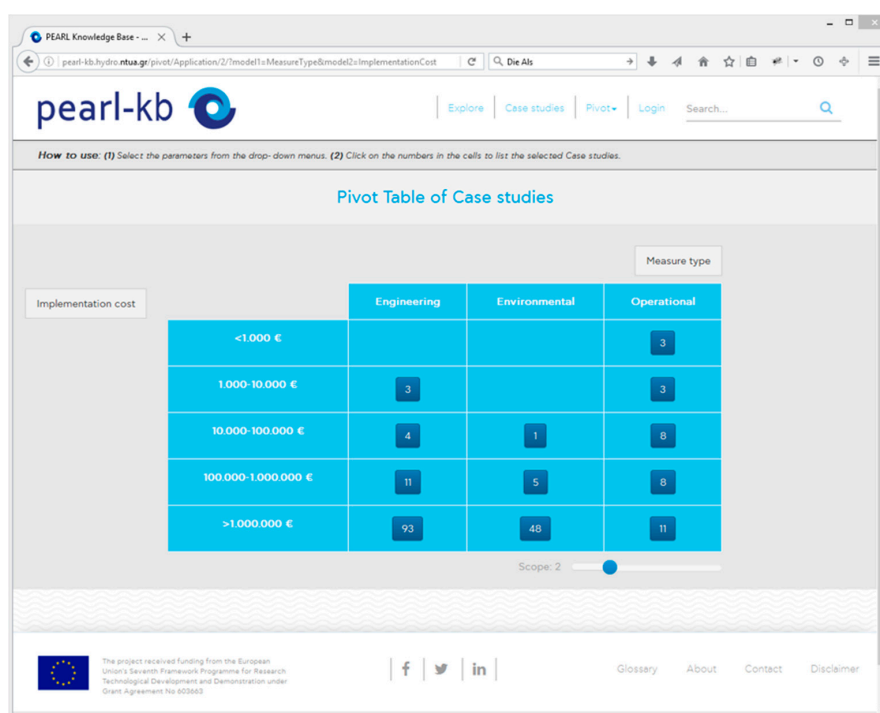 PEARL Knowledge Base - ...
pearl-kb.hydro.ntua.gr/pivot/Application/2/?model1=MeasureType&model2=ImplementationCost
Die Als
pearl-kb
Explore
Case studies
Pivot
Login
Search...
How to use: (1) Select the parameters from the drop- down menus. (2) Click on the numbers in the cells to list the selected Case studies.
Pivot Table of Case studies
Measure type
Implementation cost
Engineering Environmental Operational
<1.000 € 3
1.000-10.000 € 3 3
10.000-100.000 € 4 1 8
100.000-1.000.000 € 11 5 8
>1.000.000 € 93 48 11
Scope: 2
The project received funding from the European
Union's Seventh Framework Programme for Research
Technological Development and Demonstration under
Grant Agreement No 603663
f
in
Glossary
About
Contact
Disclaimer